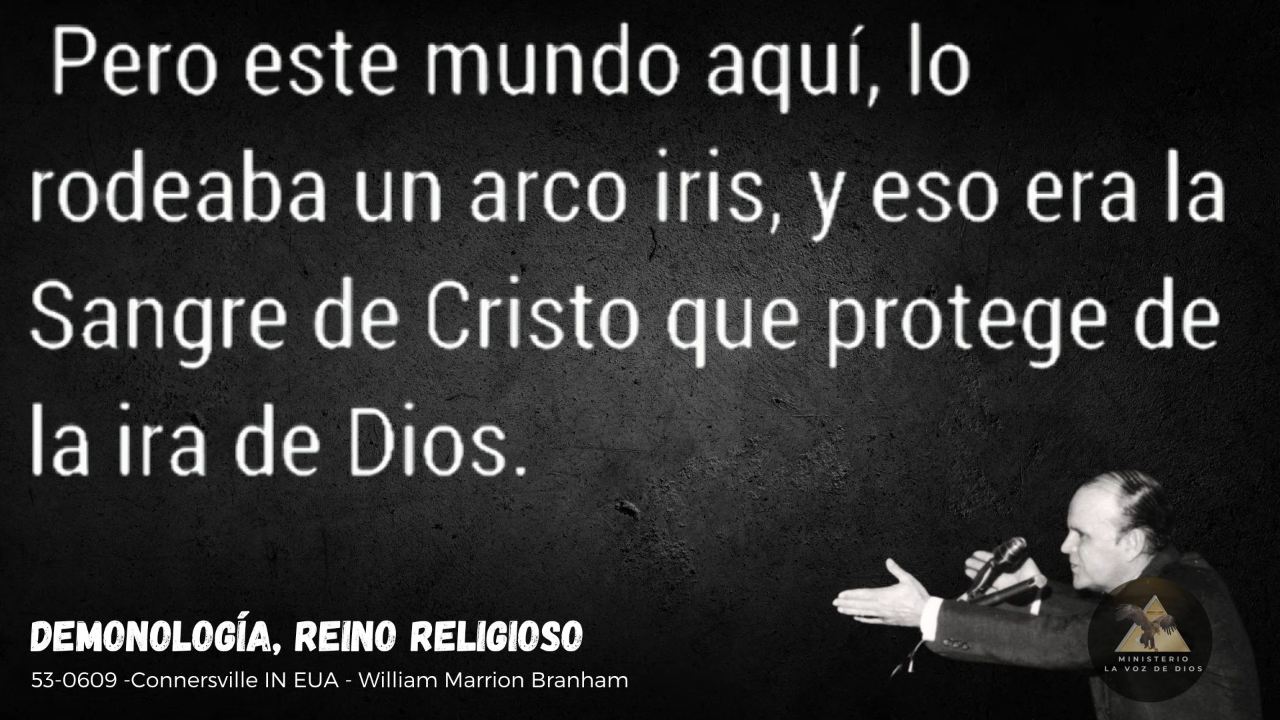 Pero este mundo aquí, lo
rodeaba un arco iris, y eso era la
Sangre de Cristo que protege de
la ira de Dios.
DEMONOLOGÍA, REINO RELIGIOSO
53-0609 -Connersville IN EUA - William Marrion Branham
MINISTERIO
LA VOZ DE DIOS